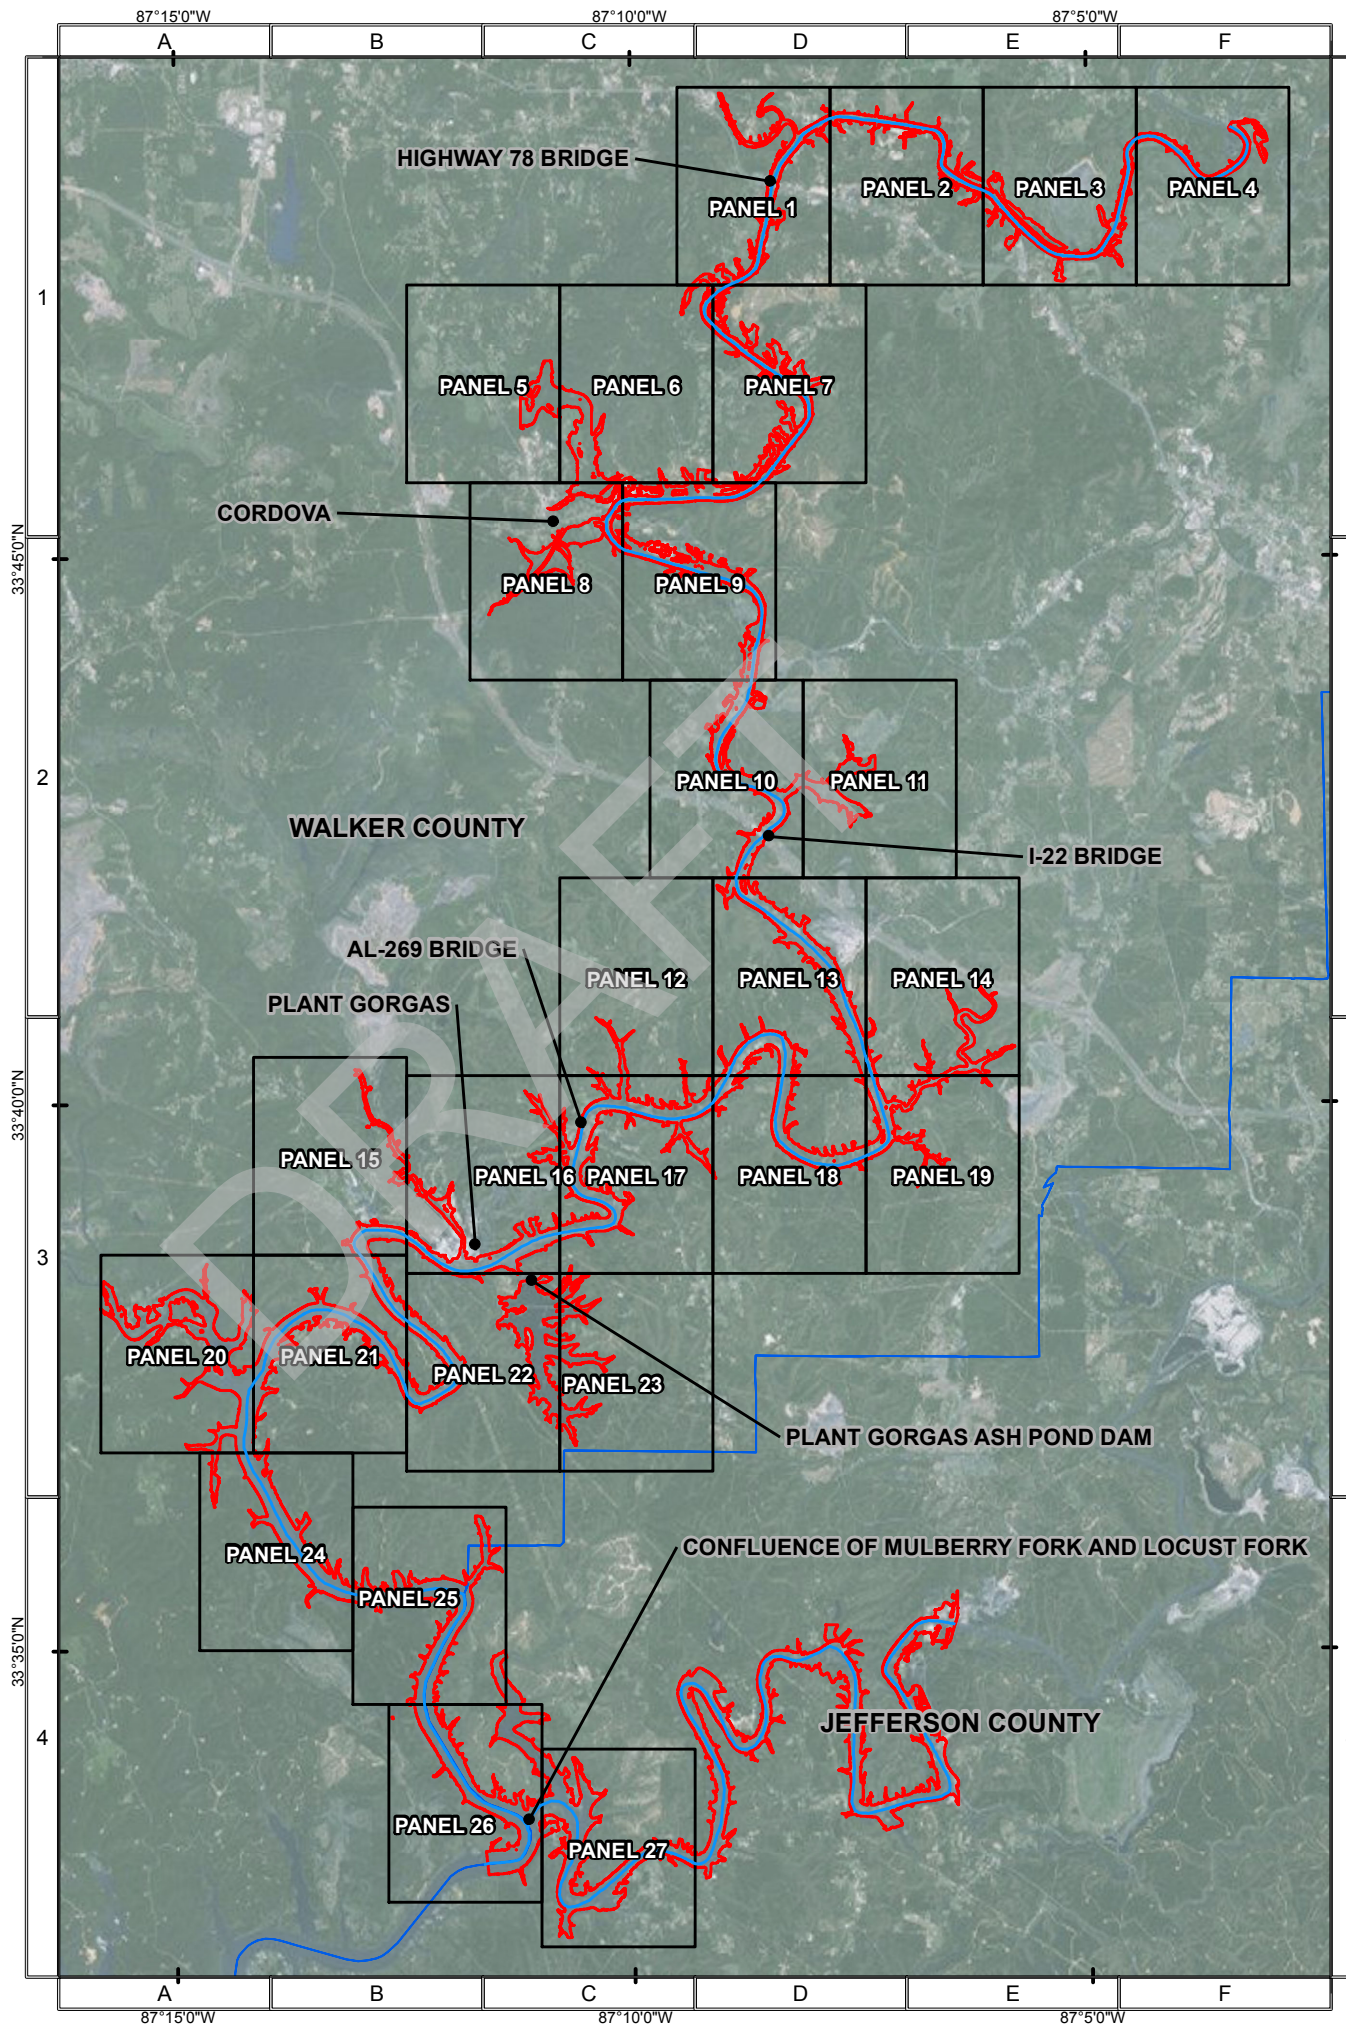 87°15'0"W 87°10'0"W 87°5'0"W
A B C D E F
HIGHWAY 78 BRIDGE
PANEL 1
PANEL 2
PANEL 3
PANEL 4
1
PANEL 5
PANEL 6
PANEL 7
CORDOVA
33°45'0"N
PANEL 8
PANEL 9
2
PANEL 10
PANEL 11
WALKER COUNTY
I-22 BRIDGE
AL-269 BRIDGE
PANEL 12
PANEL 13
PANEL 14
PLANT GORGAS
33°40'0"N
DRAFT
PANEL 15
PANEL 16
PANEL 17
PANEL 18
PANEL 19
3
PANEL 20
PANEL 21
PANEL 22
PANEL 23
PLANT GORGAS ASH POND DAM
CONFLUENCE OF MULBERRY FORK AND LOCUST FORK
PANEL 24
PANEL 25
33°35'0"N
JEFFERSON COUNTY
4
PANEL 26
PANEL 27
A B C D E F
87°15'0"W 87°10'0"W 87°5'0"W